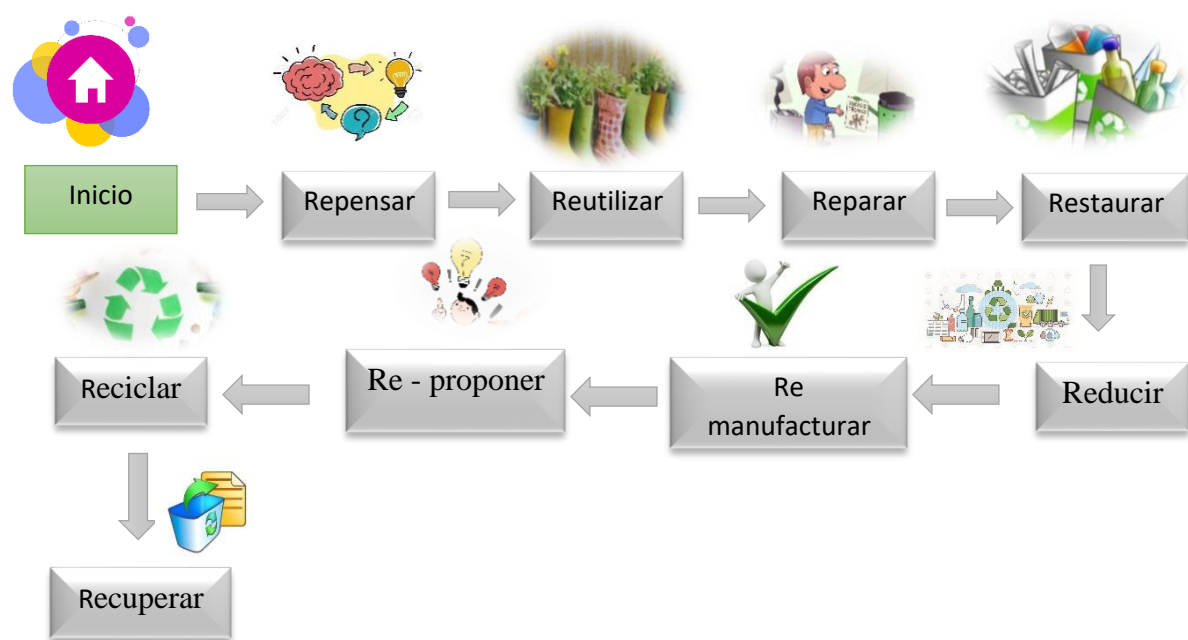 Inicio
Repensar
Reutilizar
Reparar
Restaurar
Reducir
Re
manufacturar
Re - proponer
Reciclar
Recuperar